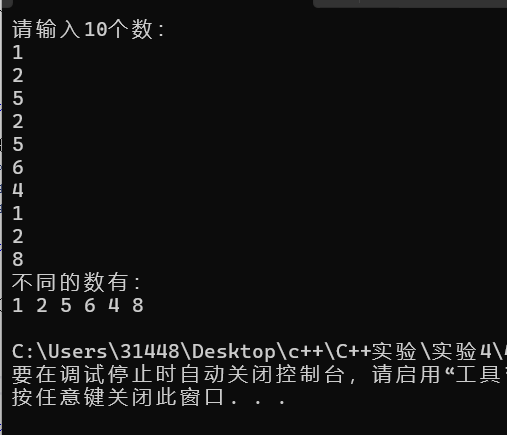 请输入10个数：
1
2
5
2
5
6
4
1
2
8
不同的数有：
1 2 5 6 4 8
C:\Users\31448\Desktop\c++\C++实验\实验4\
要在调试停止时自动关闭控制台，请启用“工具”
按任意键关闭此窗口. . .